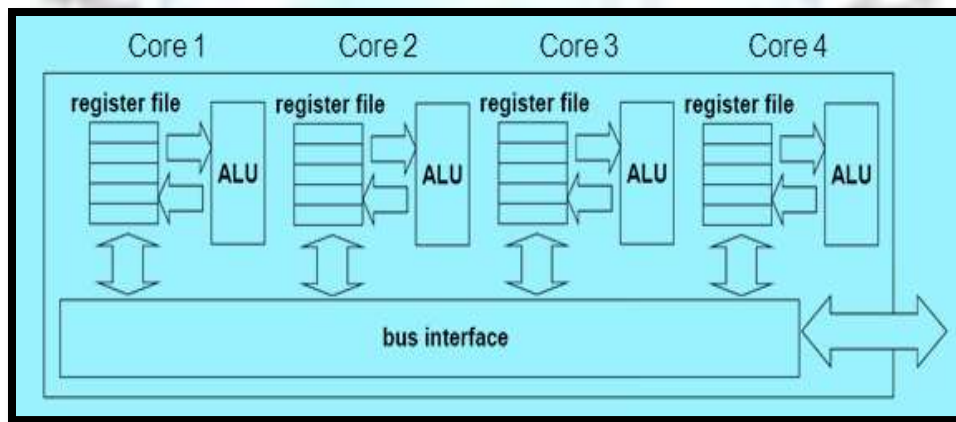 Core 1 Core 2 Core 3 Core 4
register file register file register file register file
ALU ALU ALU ALU
bus interface